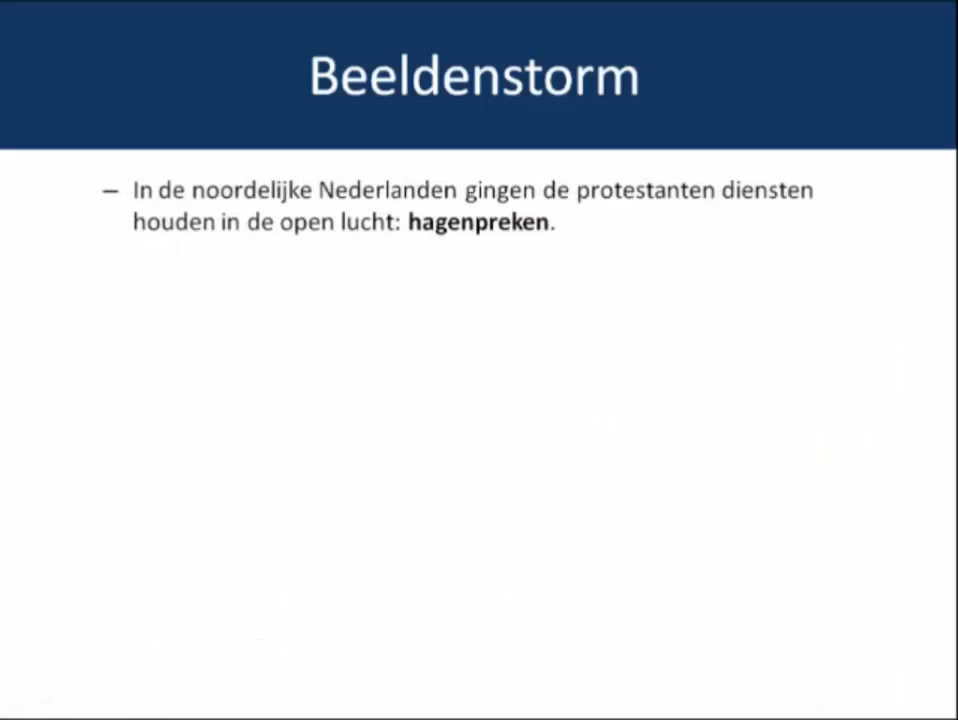 Beeldenstorm
– In de noordelijke Nederlanden gingen de protestanten diensten
houden in de open lucht: hagenpreken.